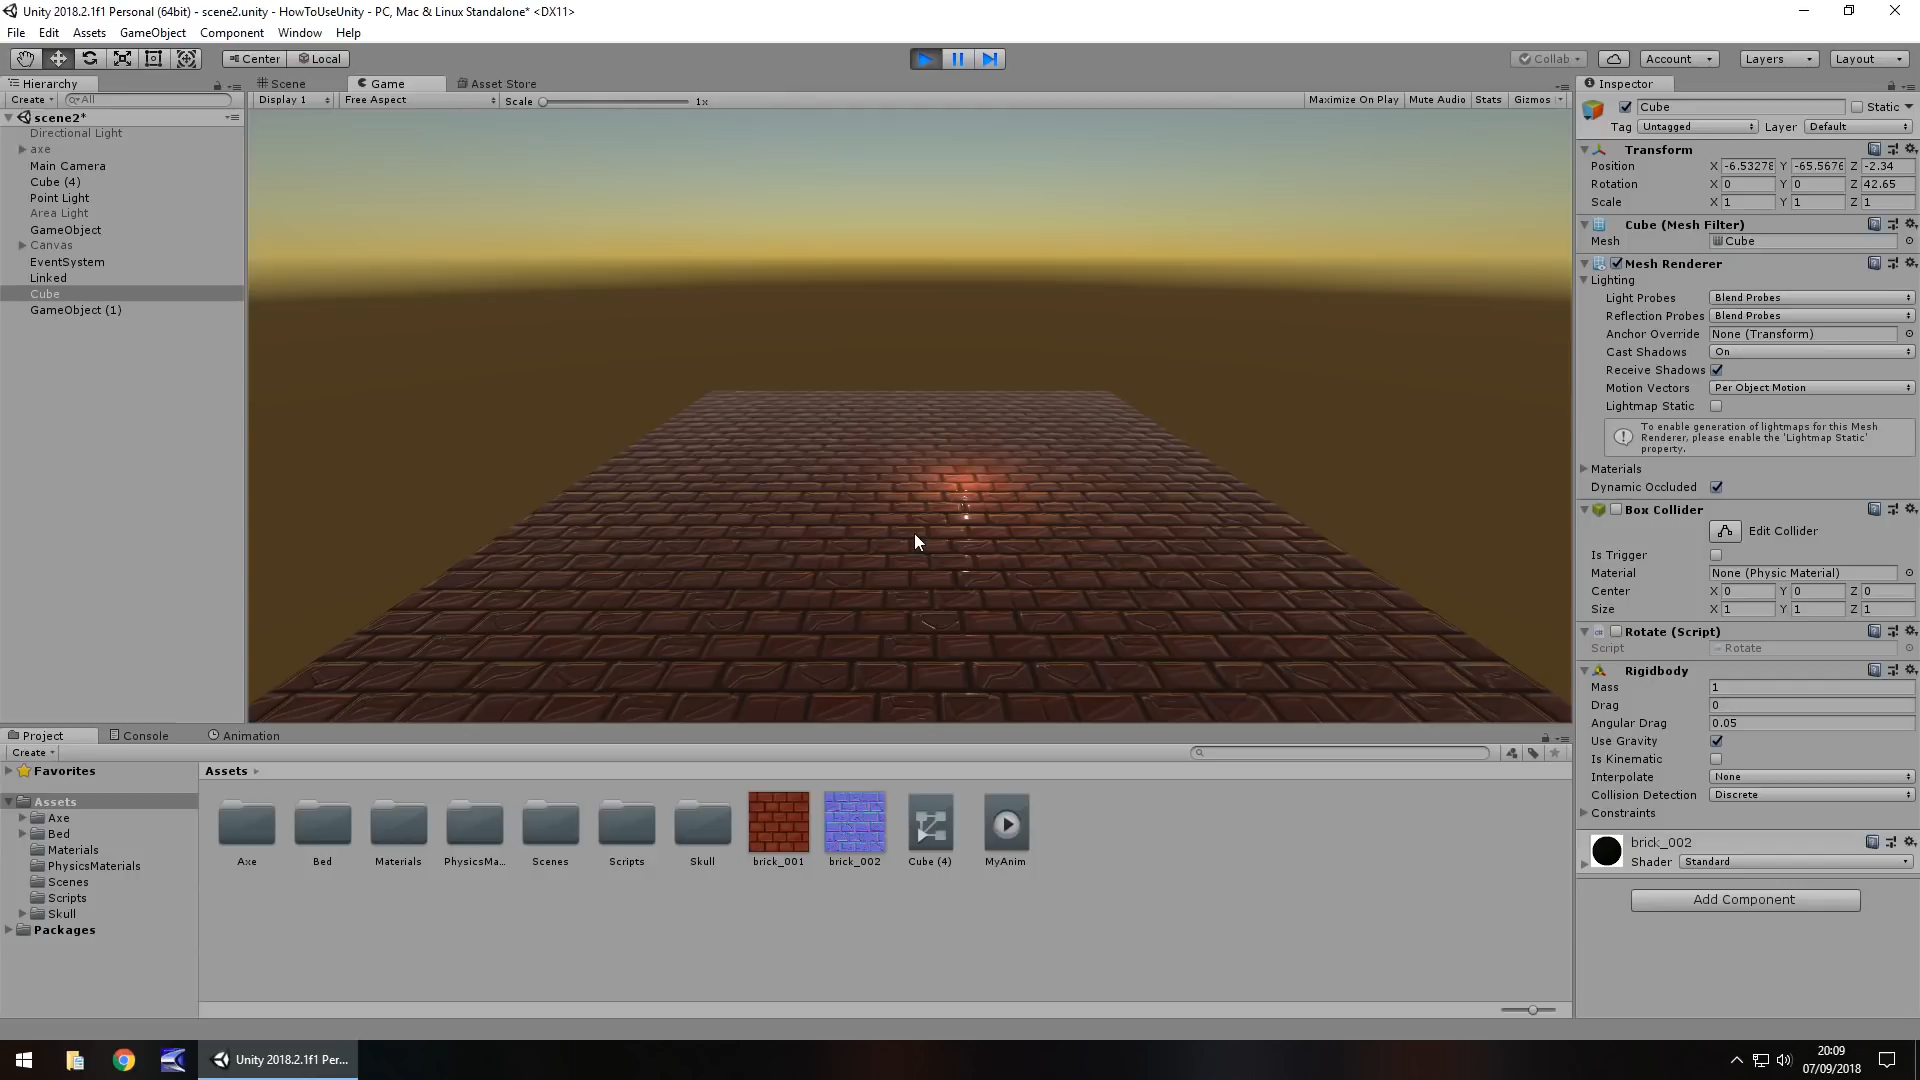 Unity 2018.2.1f1 Personal (64bit) - scene2.unity - HowToUseUnity - PC, Mac & Linux Standalone* <DX11>
File Edit Assets GameObject Component Window Help
Center Local Collab Account Layers Layout
Hierarchy Scene Game Asset Store Inspector
Create All Display 1 Free Aspect Scale 1x Maximize On Play Mute Audio Stats Gizmos
scene2*
Directional Light
axe
Main Camera
Cube (4)
Point Light
Area Light
GameObject
Canvas
EventSystem
Linked
Cube
GameObject (1)
Cube Static
Tag Untagged Layer Default
Transform
Position X -6.53278 Y -65.5676 Z -2.34
Rotation X 0 Y 0 Z 42.65
Scale X 1 Y 1 Z 1
Cube (Mesh Filter)
Mesh Cube
Mesh Renderer
Lighting
Light Probes Blend Probes
Reflection Probes Blend Probes
Anchor Override None (Transform)
Cast Shadows On
Receive Shadows
Motion Vectors Per Object Motion
Lightmap Static
To enable generation of lightmaps for this Mesh
Renderer, please enable the 'Lightmap Static'
property.
Materials
Dynamic Occluded
Box Collider
Edit Collider
Is Trigger
Material None (Physic Material)
Center X 0 Y 0 Z 0
Size X 1 Y 1 Z 1
Rotate (Script)
Script Rotate
Rigidbody
Mass 1
Drag 0
Angular Drag 0.05
Use Gravity
Is Kinematic
Interpolate None
Collision Detection Discrete
Constraints
brick_002
Shader Standard
Add Component
Project Console Animation
Create
Favorites
Assets
Axe
Bed
Materials
PhysicsMaterials
Scenes
Scripts
Skull
Packages
Assets
Axe Bed Materials PhysicsMa... Scenes Scripts Skull brick_001 brick_002 Cube (4) MyAnim
Unity 2018.2.1f1 Per...
20:09
07/09/2018